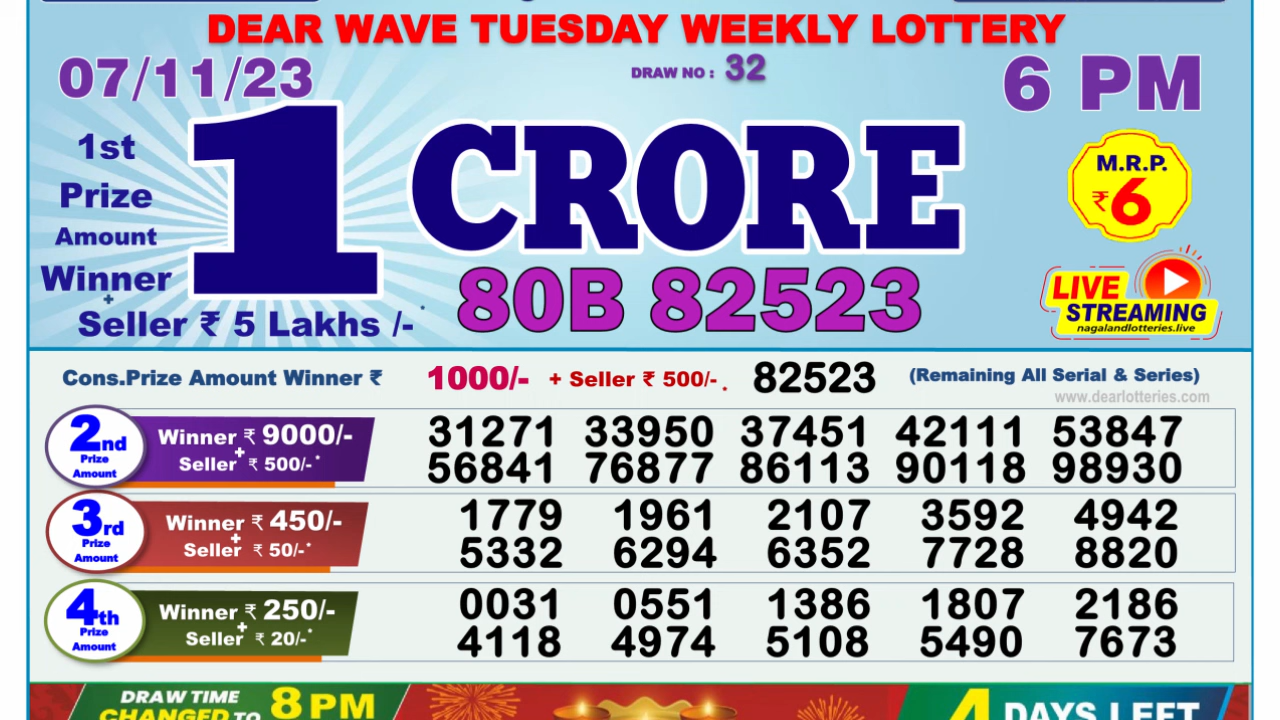 DEAR WAVE TUESDAY WEEKLY LOTTERY
07/11/23
DRAW NO : 32
6 PM
1st
Prize
Amount
Winner
+
Seller ₹ 5 Lakhs /- *
1 CRORE
80B 82523
M.R.P.
₹6
LIVE
STREAMING
nagalandlotteries.live
Cons.Prize Amount Winner ₹ 1000/- + Seller ₹ 500/- . 82523 (Remaining All Serial & Series)
www.dearlotteries.com
2nd
Prize
Amount
Winner ₹ 9000/-
+
Seller ₹ 500/-*
31271 33950 37451 42111 53847
56841 76877 86113 90118 98930
3rd
Prize
Amount
Winner ₹ 450/-
+
Seller ₹ 50/-*
1779 1961 2107 3592 4942
5332 6294 6352 7728 8820
4th
Prize
Amount
Winner ₹ 250/-
+
Seller ₹ 20/-*
0031 0551 1386 1807 2186
4118 4974 5108 5490 7673
DRAW TIME
CHANGED TO
8 PM
4 DAYS LEFT